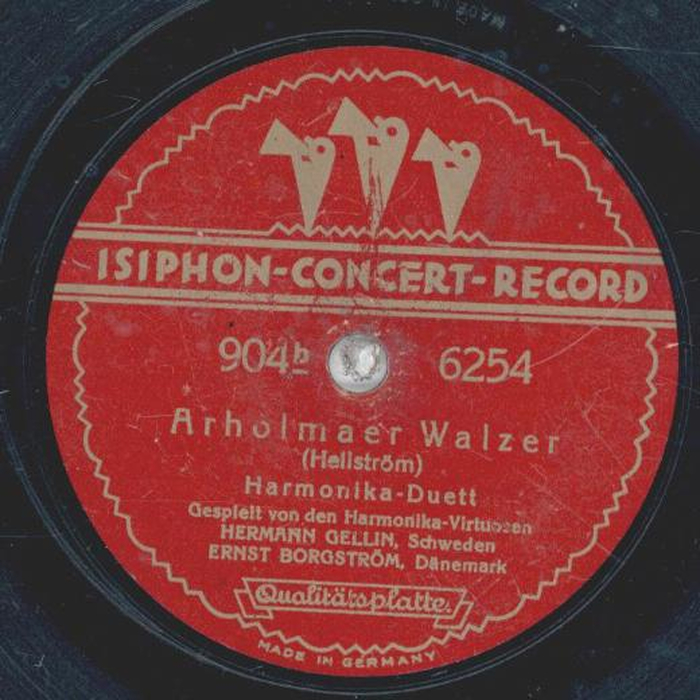 ISIPHON-CONCERT-RECORD
904b 6254
Arholmaer Walzer
(Hellström)
Harmonika-Duett
Gespielt von den Harmonika-Virtuosen
HERMANN GELLIN, Schweden
ERNST BORGSTRÖM, Dänemark
Qualitätsplatte.
MADE IN GERMANY